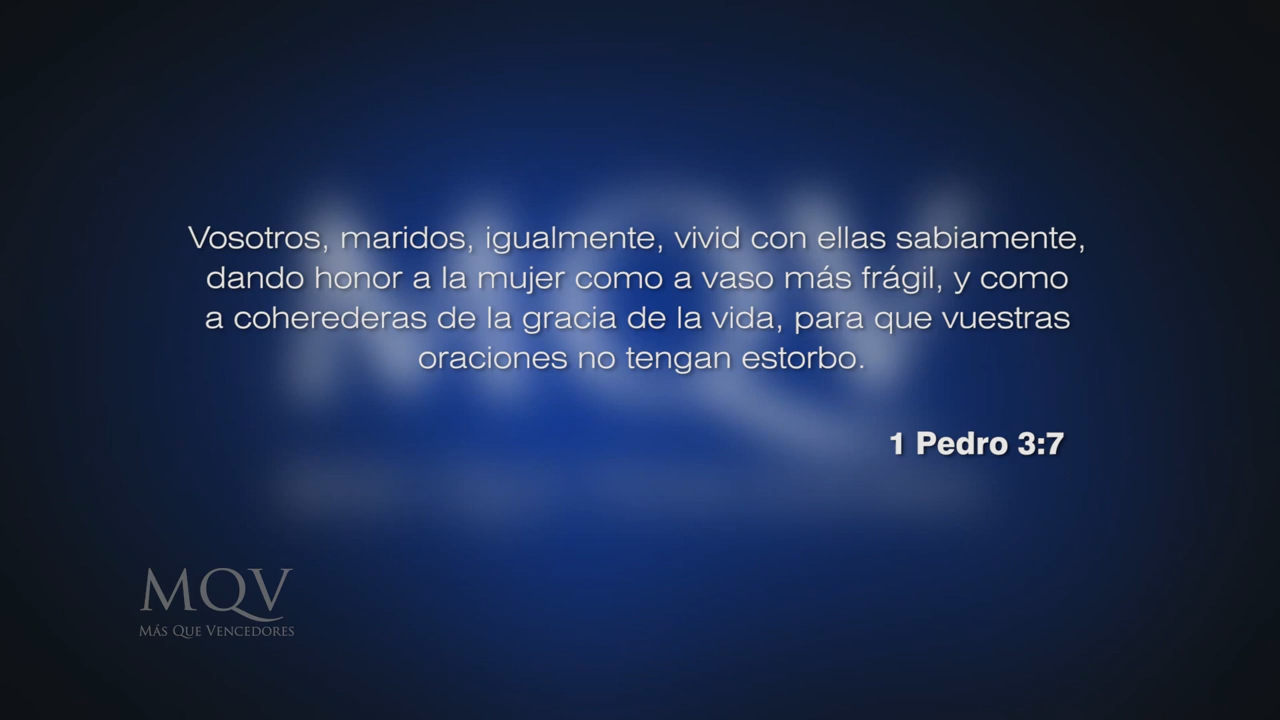 Vosotros, maridos, igualmente, vivid con ellas sabiamente,
dando honor a la mujer como a vaso más frágil, y como
a coherederas de la gracia de la vida, para que vuestras
oraciones no tengan estorbo.
1 Pedro 3:7
MQV
MÁS QUE VENCEDORES